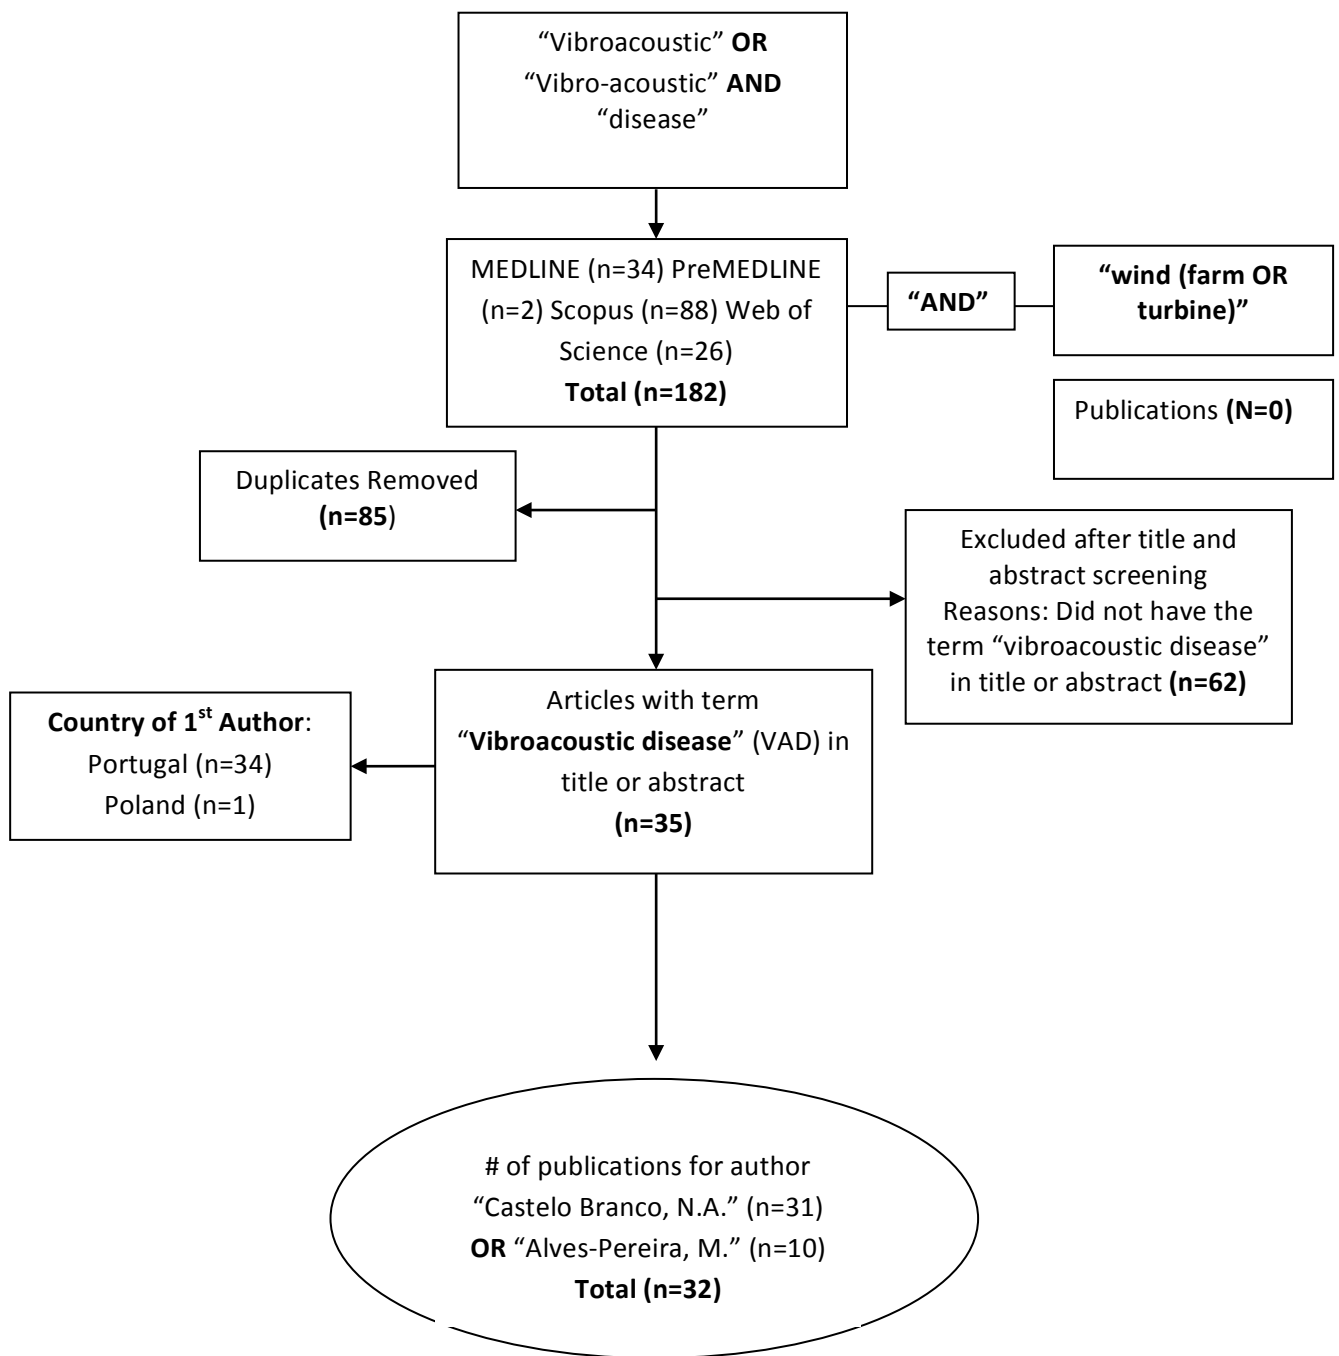 “Vibroacoustic” OR
“Vibro-acoustic” AND
“disease”
MEDLINE (n=34) PreMEDLINE
(n=2) Scopus (n=88) Web of
Science (n=26)
Total (n=182)
“AND”
“wind (farm OR
turbine)”
Publications (N=0)
Duplicates Removed
(n=85)
Excluded after title and
abstract screening
Reasons: Did not have the
term “vibroacoustic disease”
in title or abstract (n=62)
Articles with term
“Vibroacoustic disease” (VAD) in
title or abstract
(n=35)
Country of 1st Author:
Portugal (n=34)
Poland (n=1)
# of publications for author
“Castelo Branco, N.A.” (n=31)
OR “Alves-Pereira, M.” (n=10)
Total (n=32)